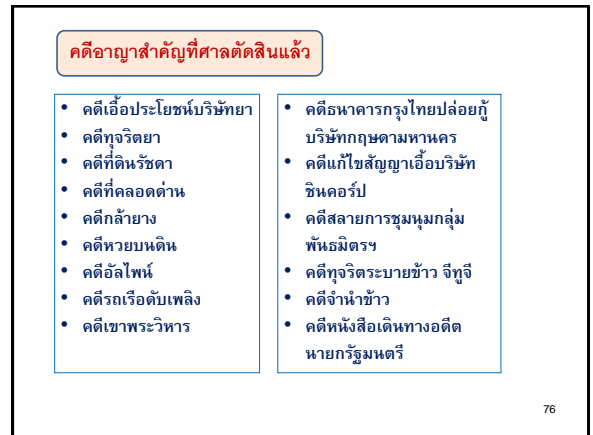 คดีอาญาสำคัญที่ศาลตัดสินแล้ว
• คดีเอื้อประโยชน์บริษัทยา
• คดีทุจริตยา
• คดีที่ดินรัชดา
• คดีที่คลอดด่าน
• คดีกล้ายาง
• คดีหวยบนดิน
• คดีอัลไพน์
• คดีรถเรือดับเพลิง
• คดีเขาพระวิหาร
• คดีธนาคารกรุงไทยปล่อยกู้
บริษัทกฤษดามหานคร
• คดีแก้ไขสัญญาเอื้อบริษัท
ชินคอร์ป
• คดีสลายการชุมนุมกลุ่ม
พันธมิตรฯ
• คดีทุจริตระบายข้าว จีทูจี
• คดีจำนำข้าว
• คดีหนังสือเดินทางอดีต
นายกรัฐมนตรี
76